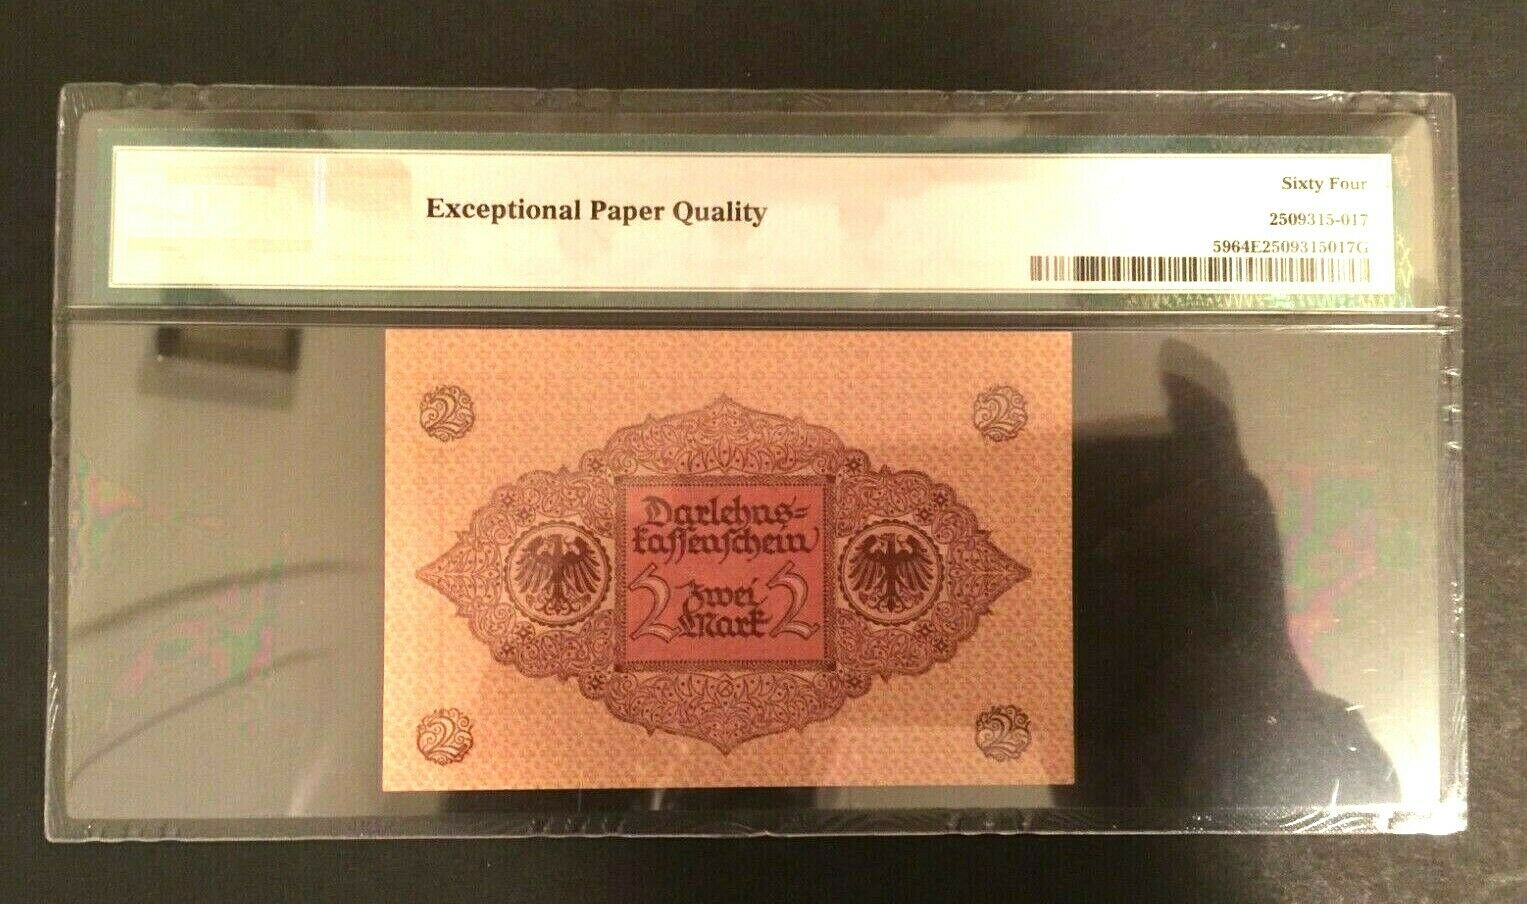 Exceptional Paper Quality
Sixty Four
2509315-017
5964E2509315017G
2 2
Darlehns=
kassenschein
2 Zwei 2
Mark
2 2